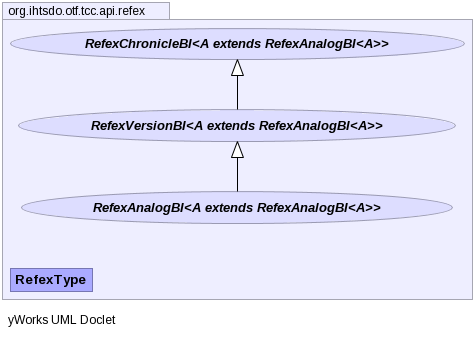 org.ihtsdo.otf.tcc.api.refex
RefexChronicleBI<A extends RefexAnalogBI<A>>
RefexVersionBI<A extends RefexAnalogBI<A>>
RefexAnalogBI<A extends RefexAnalogBI<A>>
RefexType
yWorks UML Doclet